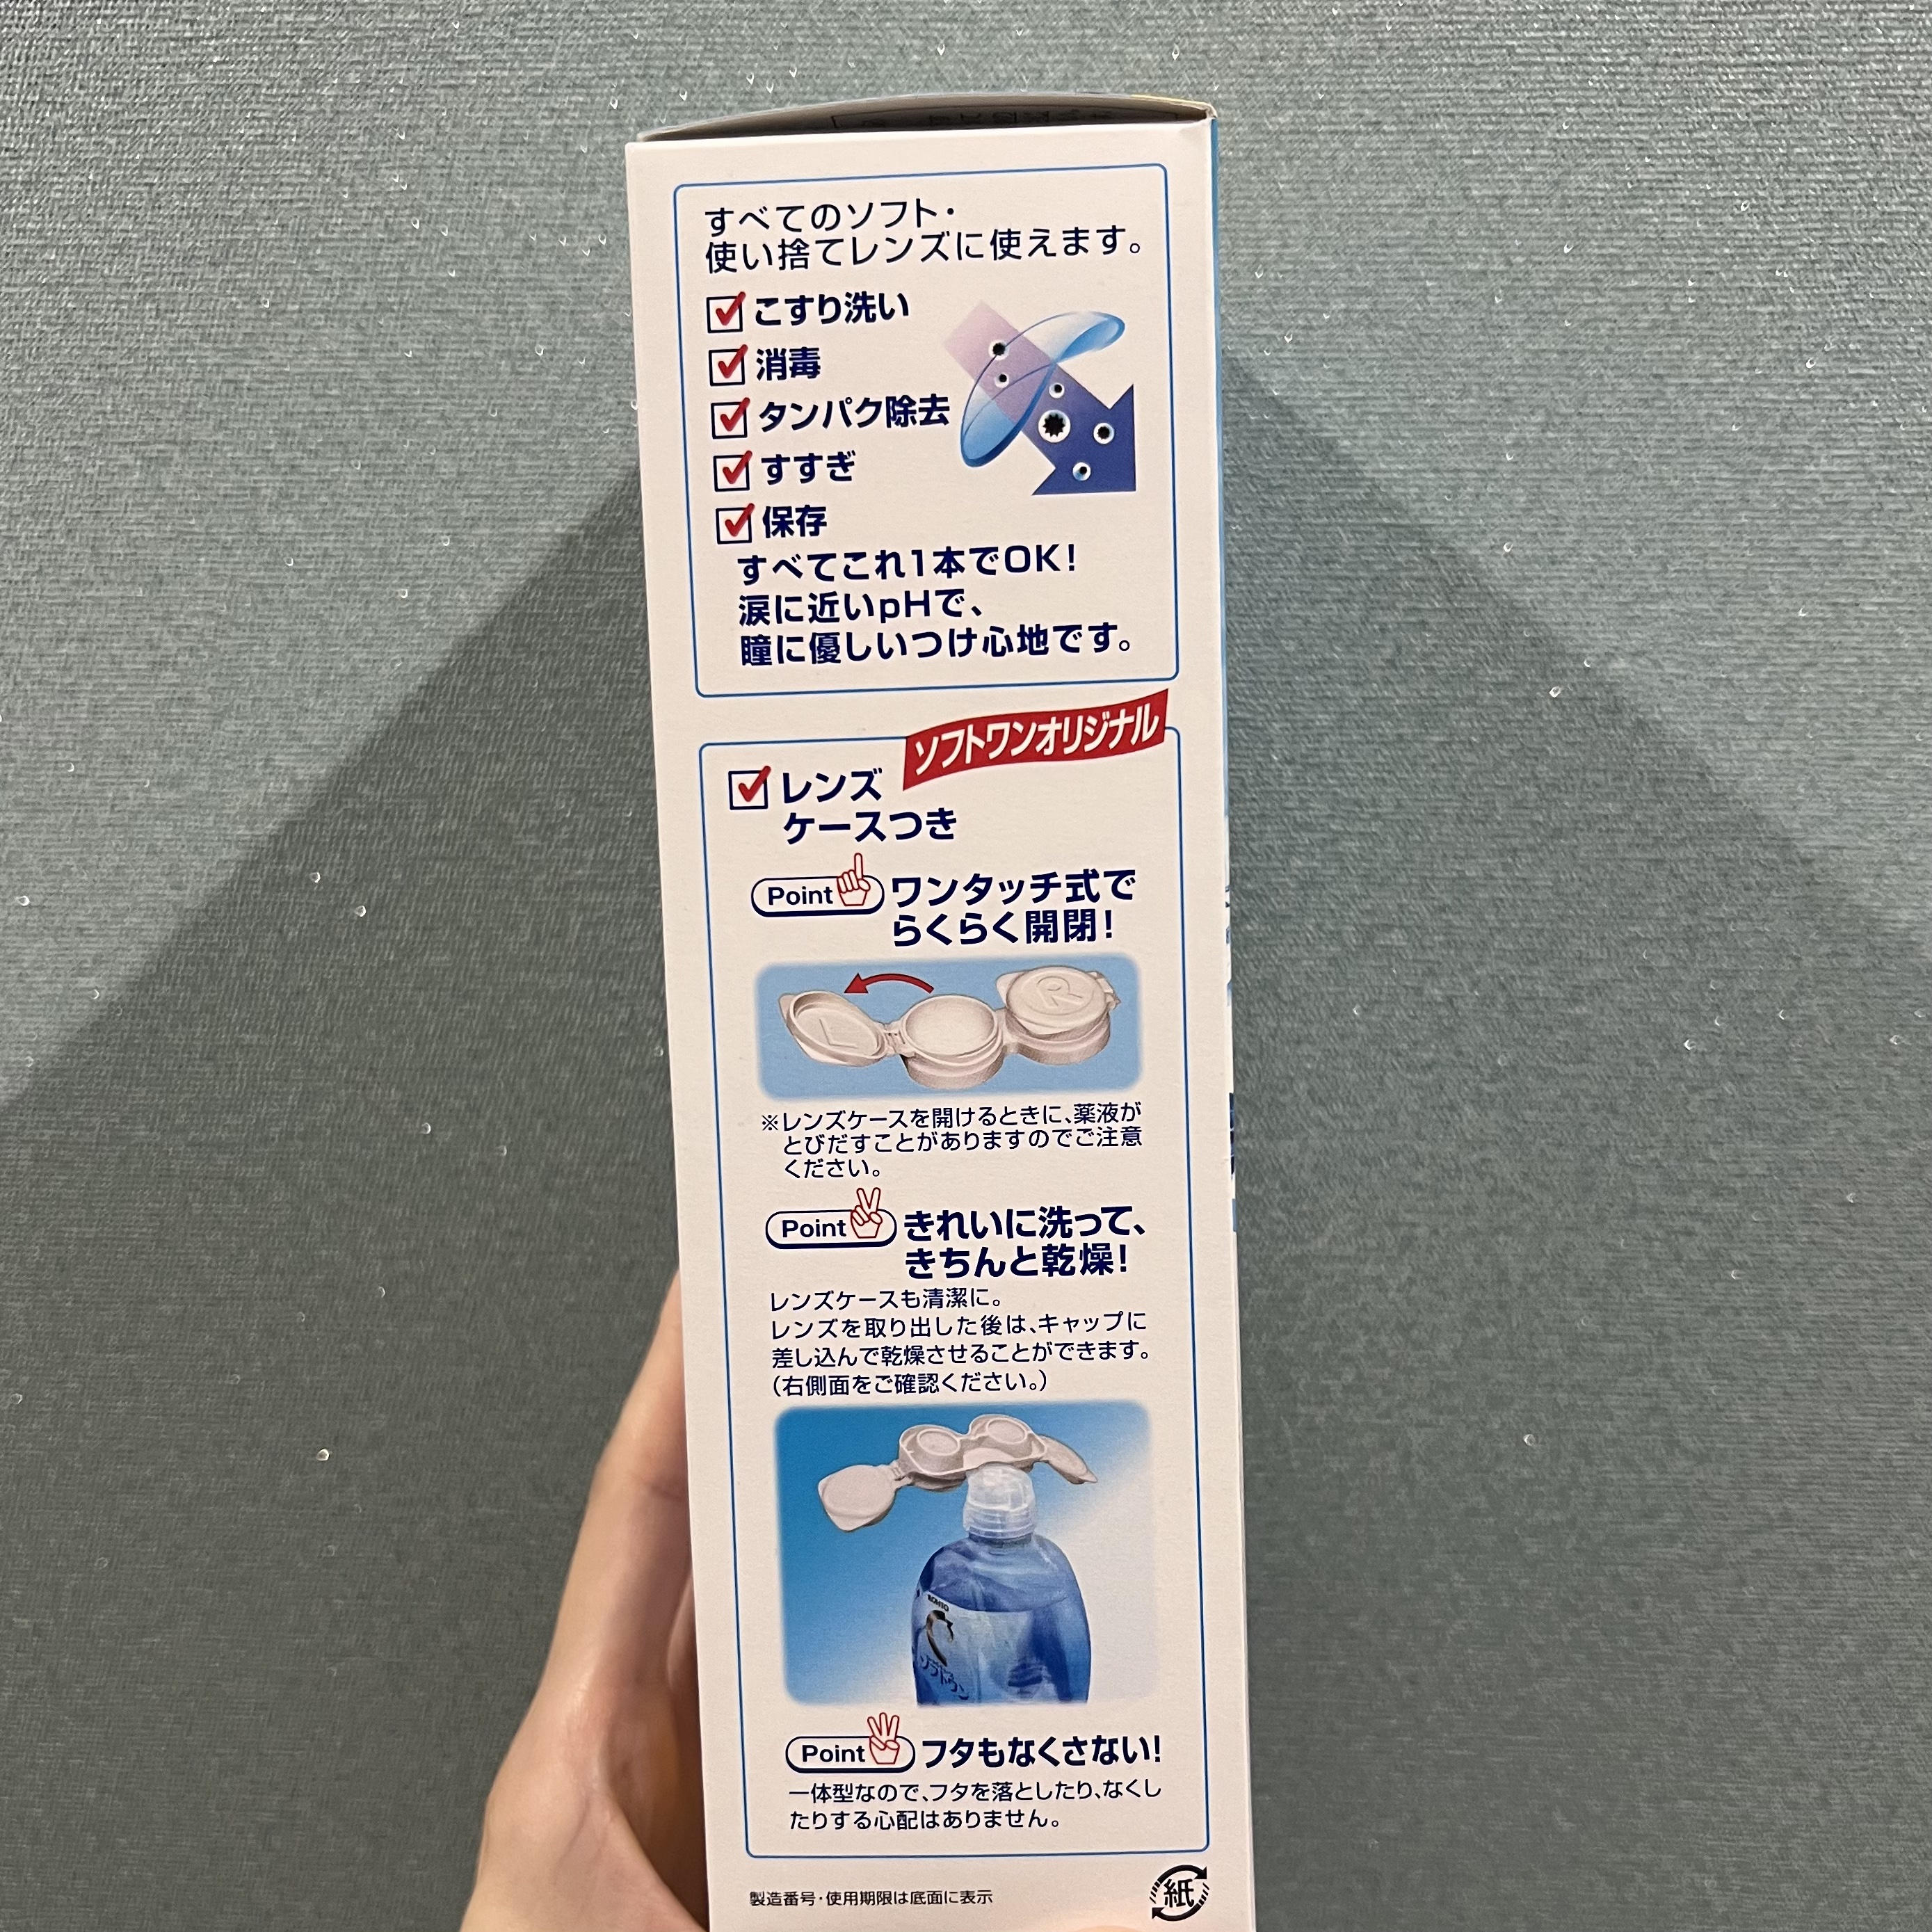 すべてのソフト・
使い捨てレンズに使えます。
こすり洗い
消毒
タンパク除去
すすぎ
保存
すべてこれ1本でOK!
涙に近いpHで、
瞳に優しいつけ心地です。
ソフトワンオリジナル
レンズ
ケースつき
Point
ワンタッチ式で
らくらく開閉!
L
R
※レンズケースを開けるときに、薬液が
とびだすことがありますのでご注意
ください。
Point
きれいに洗って、
きちんと乾燥!
レンズケースも清潔に。
レンズを取り出した後は、キャップに
差し込んで乾燥させることができます。
(右側面をご確認ください。)
ROHTO
C3
ソフトワン
Point
フタもなくさない!
一体型なので、フタを落としたり、なくし
たりする心配はありません。
製造番号・使用期限は底面に表示
紙